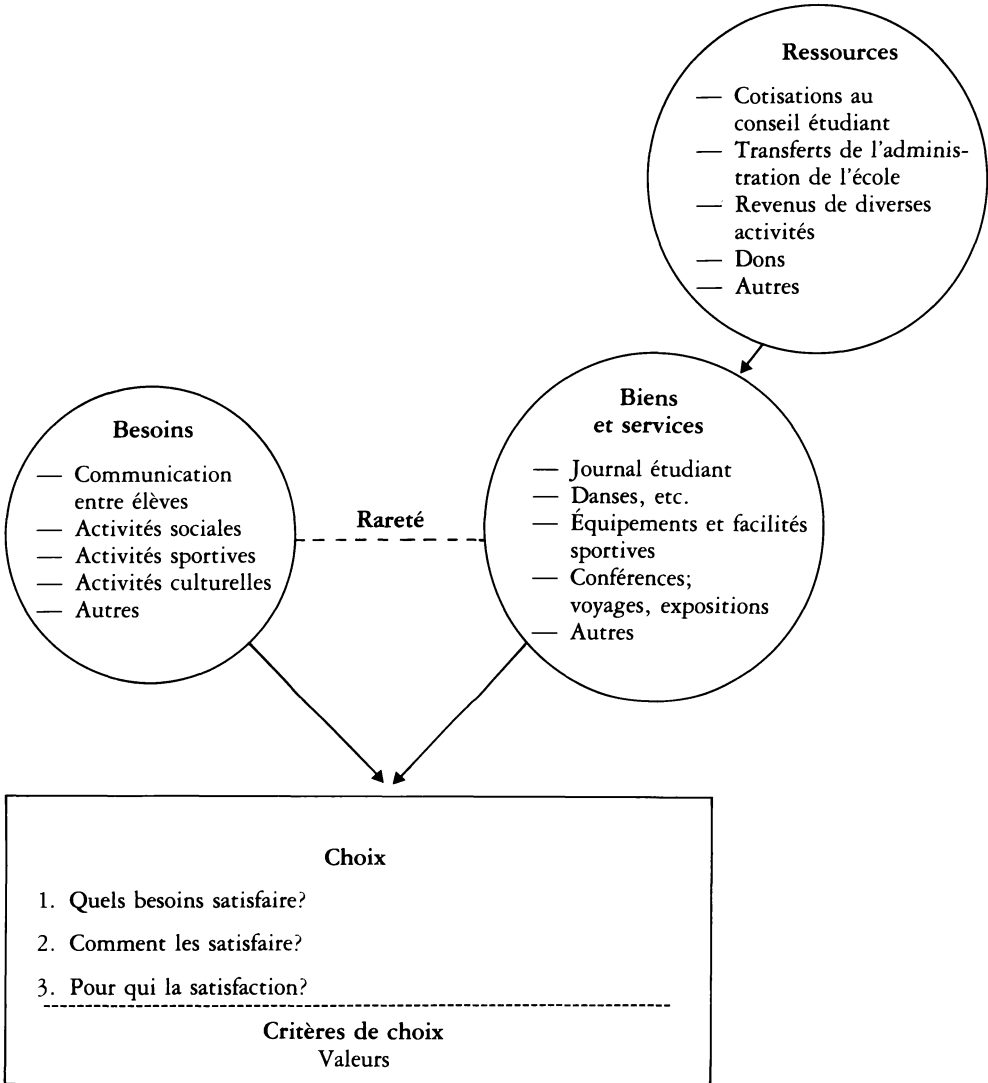 Ressources
— Cotisations au
conseil étudiant
— Transferts de l'adminis-
tration de l'école
— Revenus de diverses
activités
— Dons
— Autres
Biens
et services
— Journal étudiant
— Danses, etc.
— Équipements et facilités
sportives
— Conférences;
voyages, expositions
— Autres
Besoins
— Communication
entre élèves
— Activités sociales
— Activités sportives
— Activités culturelles
— Autres
Rareté
Choix
1. Quels besoins satisfaire?
2. Comment les satisfaire?
3. Pour qui la satisfaction?
Critères de choix
Valeurs